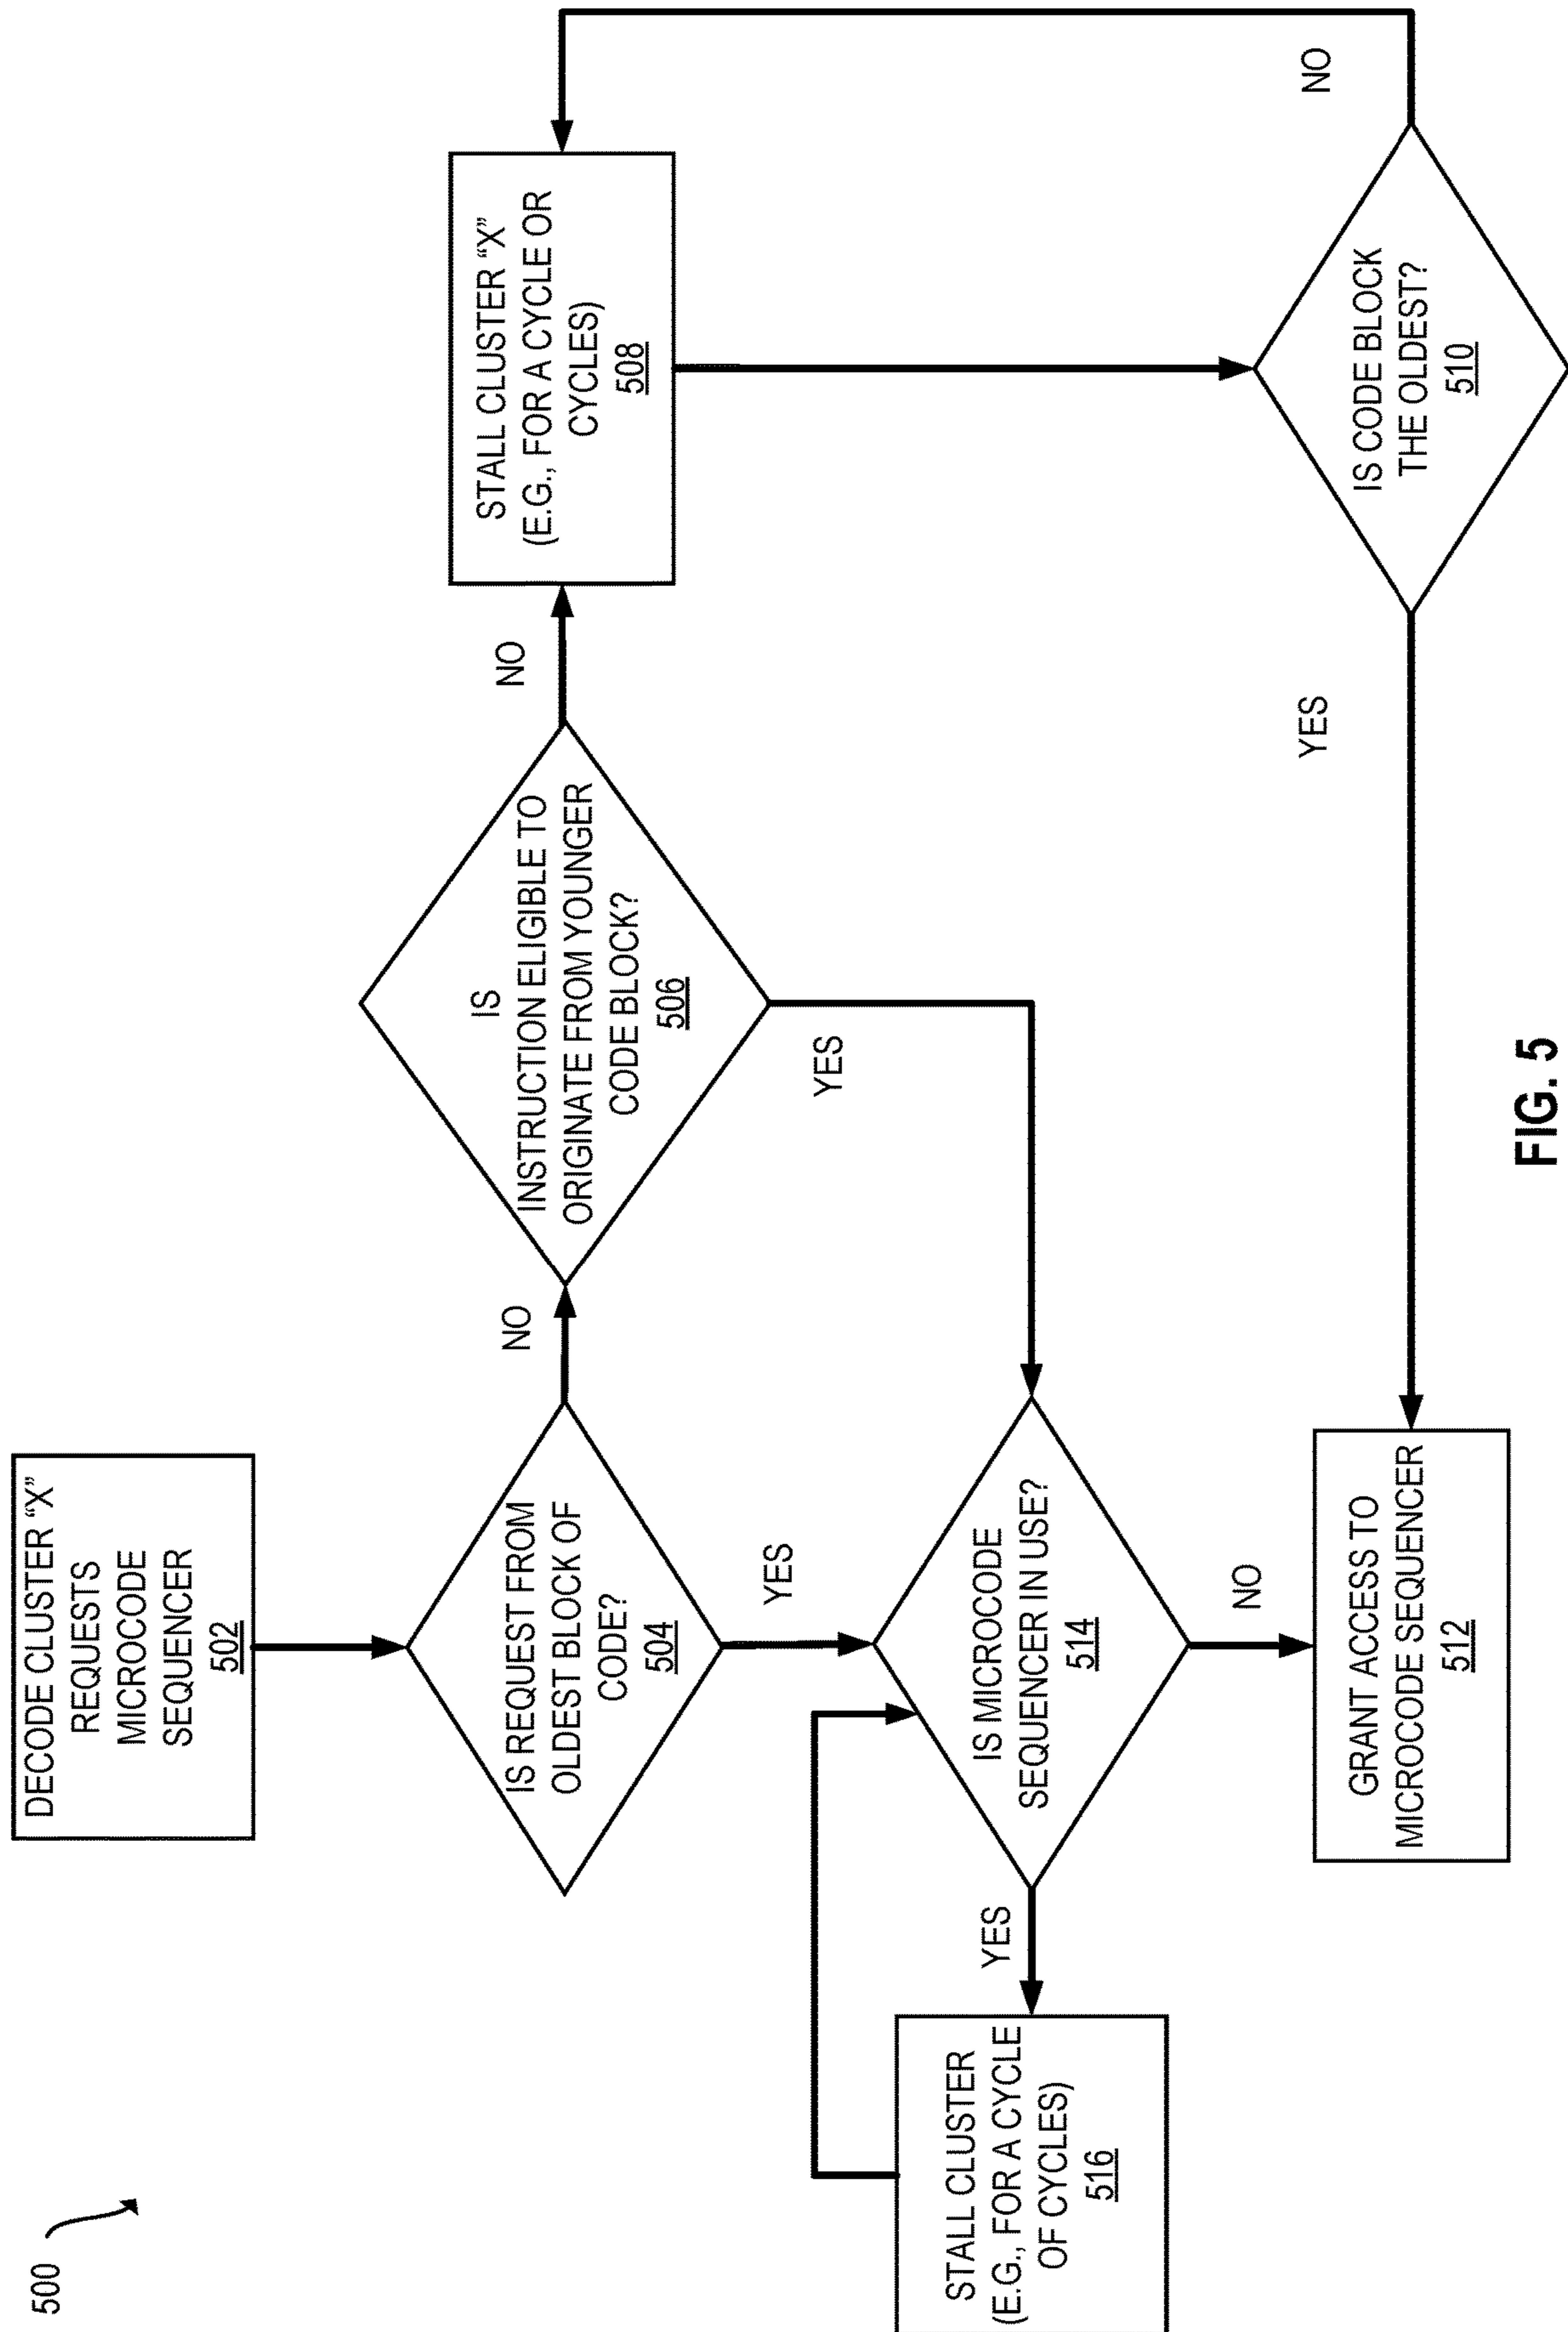 500
DECODE CLUSTER “X”
REQUESTS
MICROCODE
SEQUENCER
502
IS REQUEST FROM
OLDEST BLOCK OF
CODE?
504
NO
YES
IS
INSTRUCTION ELIGIBLE TO
ORIGINATE FROM YOUNGER
CODE BLOCK?
506
NO
YES
STALL CLUSTER “X”
(E.G., FOR A CYCLE OR
CYCLES)
508
STALL CLUSTER
(E.G., FOR A CYCLE
OF CYCLES)
516
YES
IS MICROCODE
SEQUENCER IN USE?
514
NO
GRANT ACCESS TO
MICROCODE SEQUENCER
512
YES
IS CODE BLOCK
THE OLDEST?
510
NO
FIG. 5